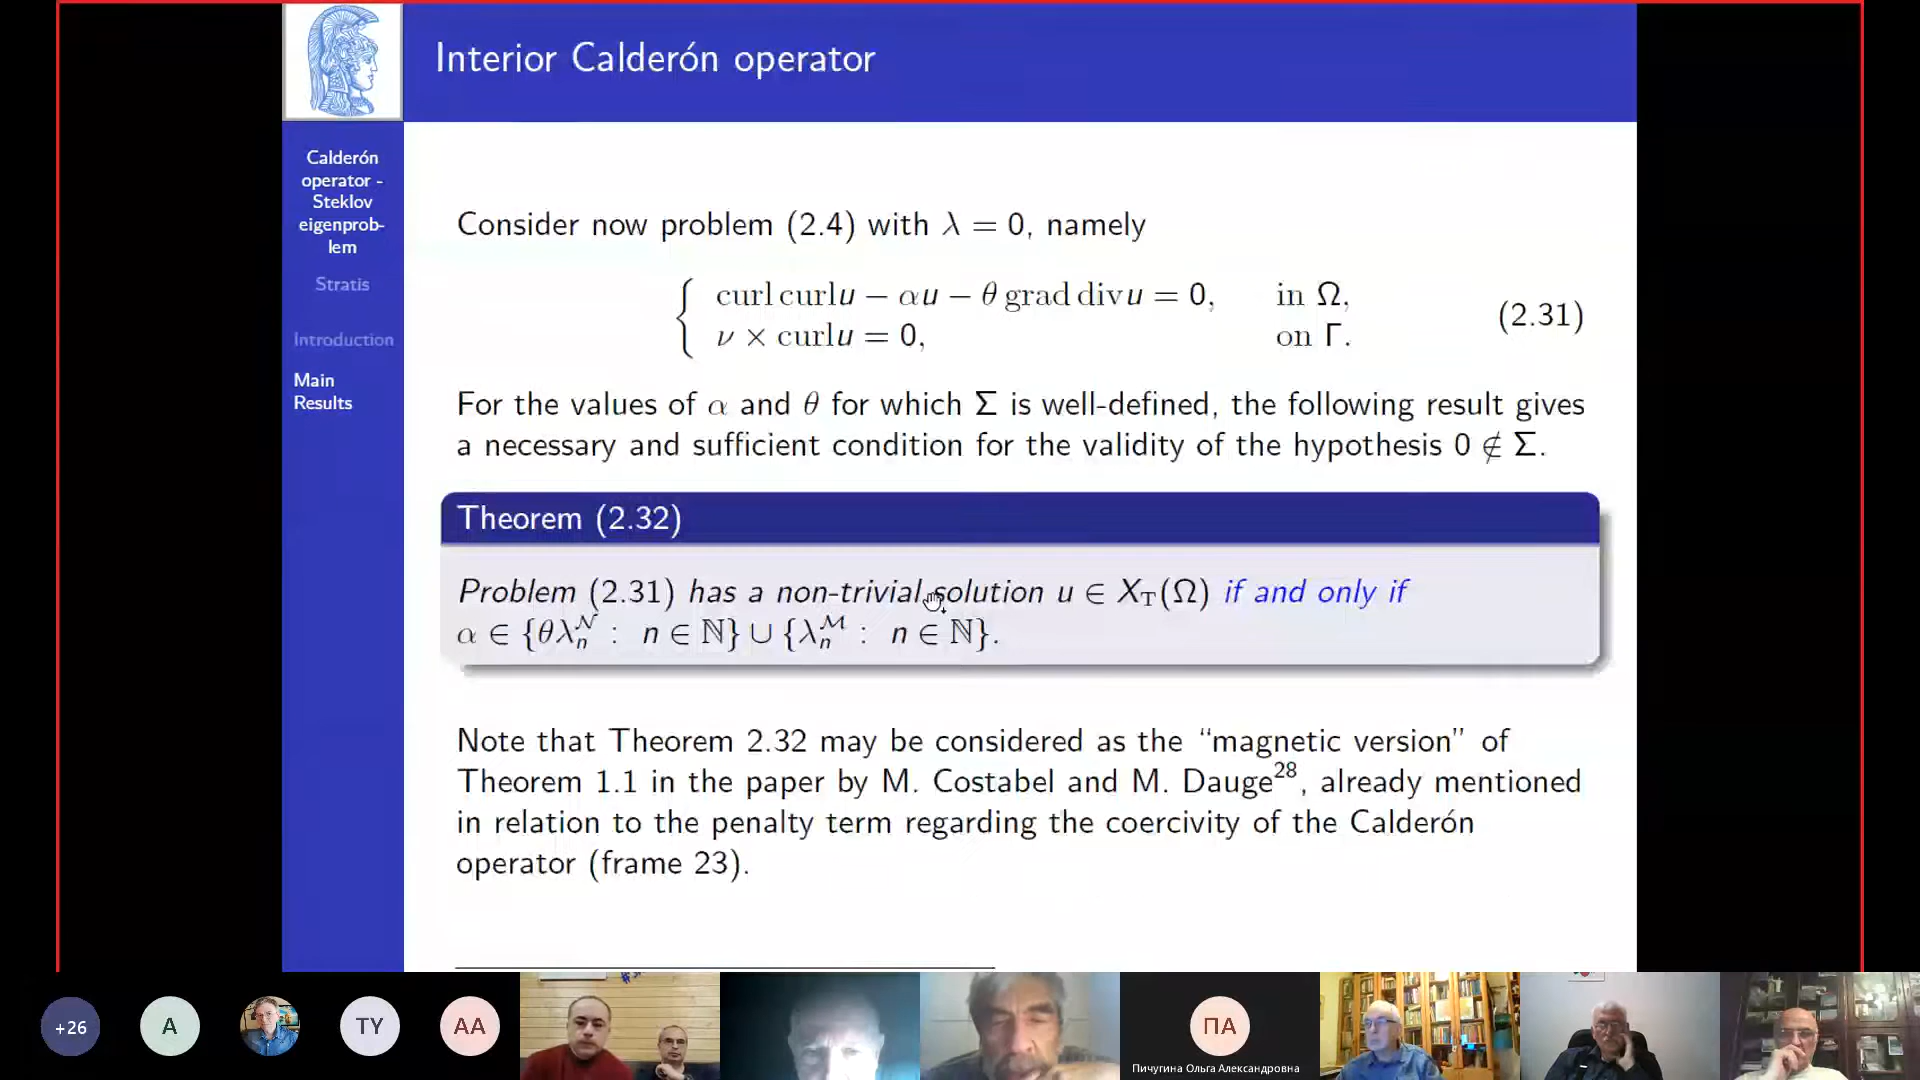 Interior Calderón operator
Calderón
operator -
Steklov
eigenprob-
lem
Stratis
Introduction
Main
Results
Consider now problem (2.4) with λ = 0, namely
curl curlu − αu − θ grad divu = 0, in Ω,
ν × curlu = 0, on Γ.
(2.31)
For the values of α and θ for which Σ is well-defined, the following result gives
a necessary and sufficient condition for the validity of the hypothesis 0 ∉ Σ.
Theorem (2.32)
Problem (2.31) has a non-trivial solution u ∈ X_T(Ω) if and only if
α ∈ {θλ_n^𝒩 : n ∈ ℕ} ∪ {λ_n^ℳ : n ∈ ℕ}.
Note that Theorem 2.32 may be considered as the “magnetic version” of
Theorem 1.1 in the paper by M. Costabel and M. Dauge²⁸, already mentioned
in relation to the penalty term regarding the coercivity of the Calderón
operator (frame 23).
+26
A
TY
AA
ПА
Пичугина Ольга Александровна